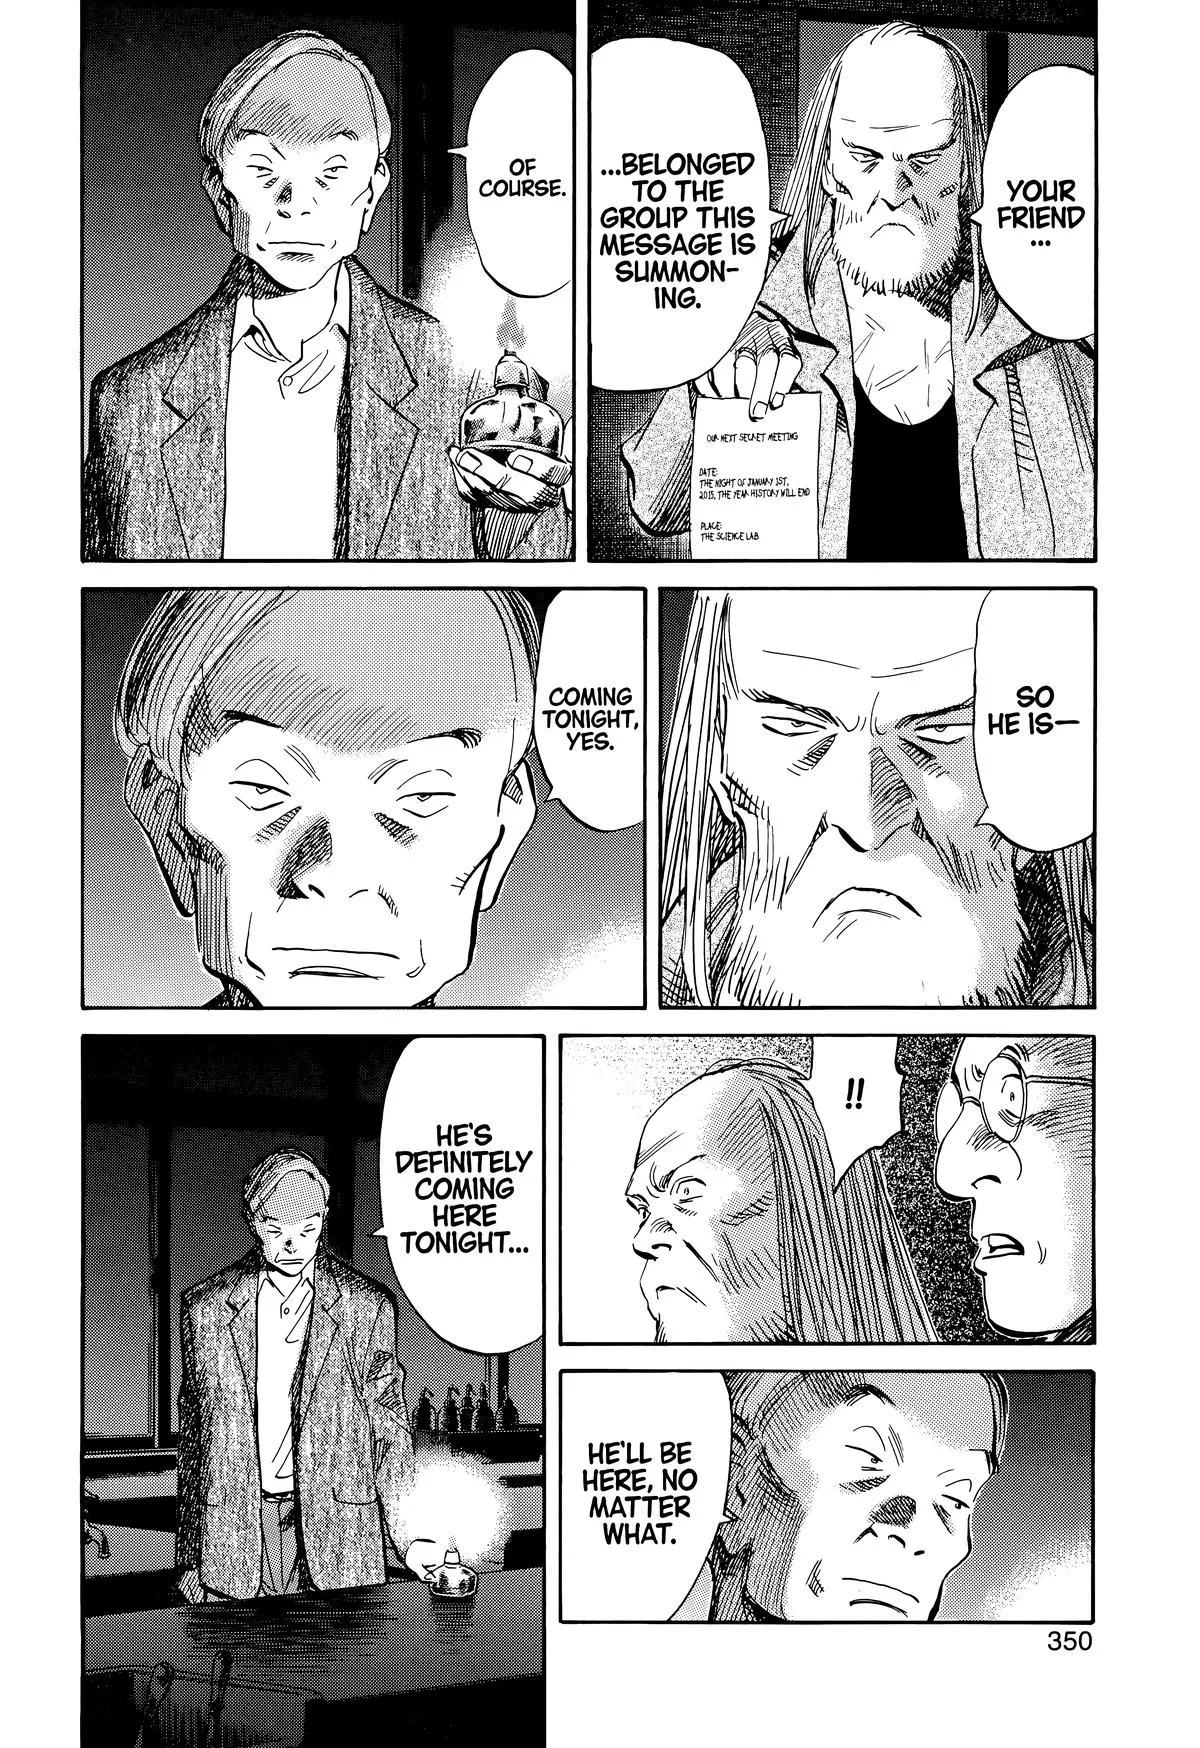 YOUR
FRIEND
...
...BELONGED
TO THE
GROUP THIS
MESSAGE IS
SUMMON-
ING.
OUR NEXT SECRET MEETING
DATE:
THE NIGHT OF JANUARY 1ST,
2015, THE YEAR HISTORY WILL END
PLACE:
THE SCIENCE LAB
OF
COURSE.
SO
HE IS—
COMING
TONIGHT,
YES.
!!
HE'S
DEFINITELY
COMING
HERE
TONIGHT...
HE'LL BE
HERE, NO
MATTER
WHAT.
350